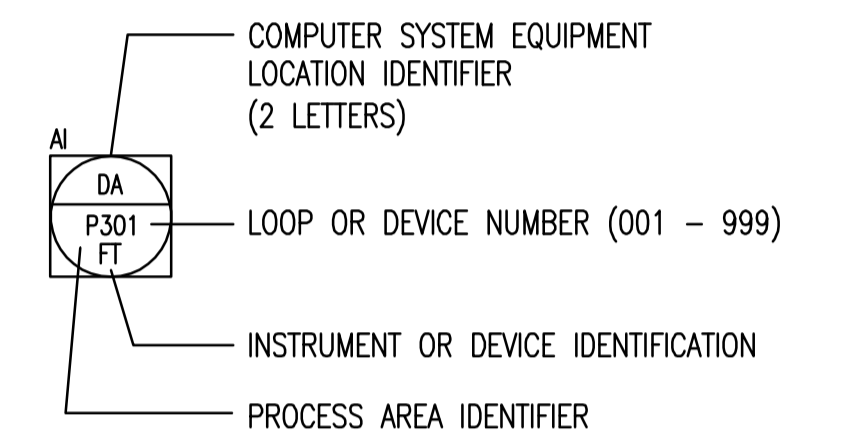 COMPUTER SYSTEM EQUIPMENT
LOCATION IDENTIFIER
(2 LETTERS)
AI
DA
P301
FT
LOOP OR DEVICE NUMBER (001 - 999)
INSTRUMENT OR DEVICE IDENTIFICATION
PROCESS AREA IDENTIFIER